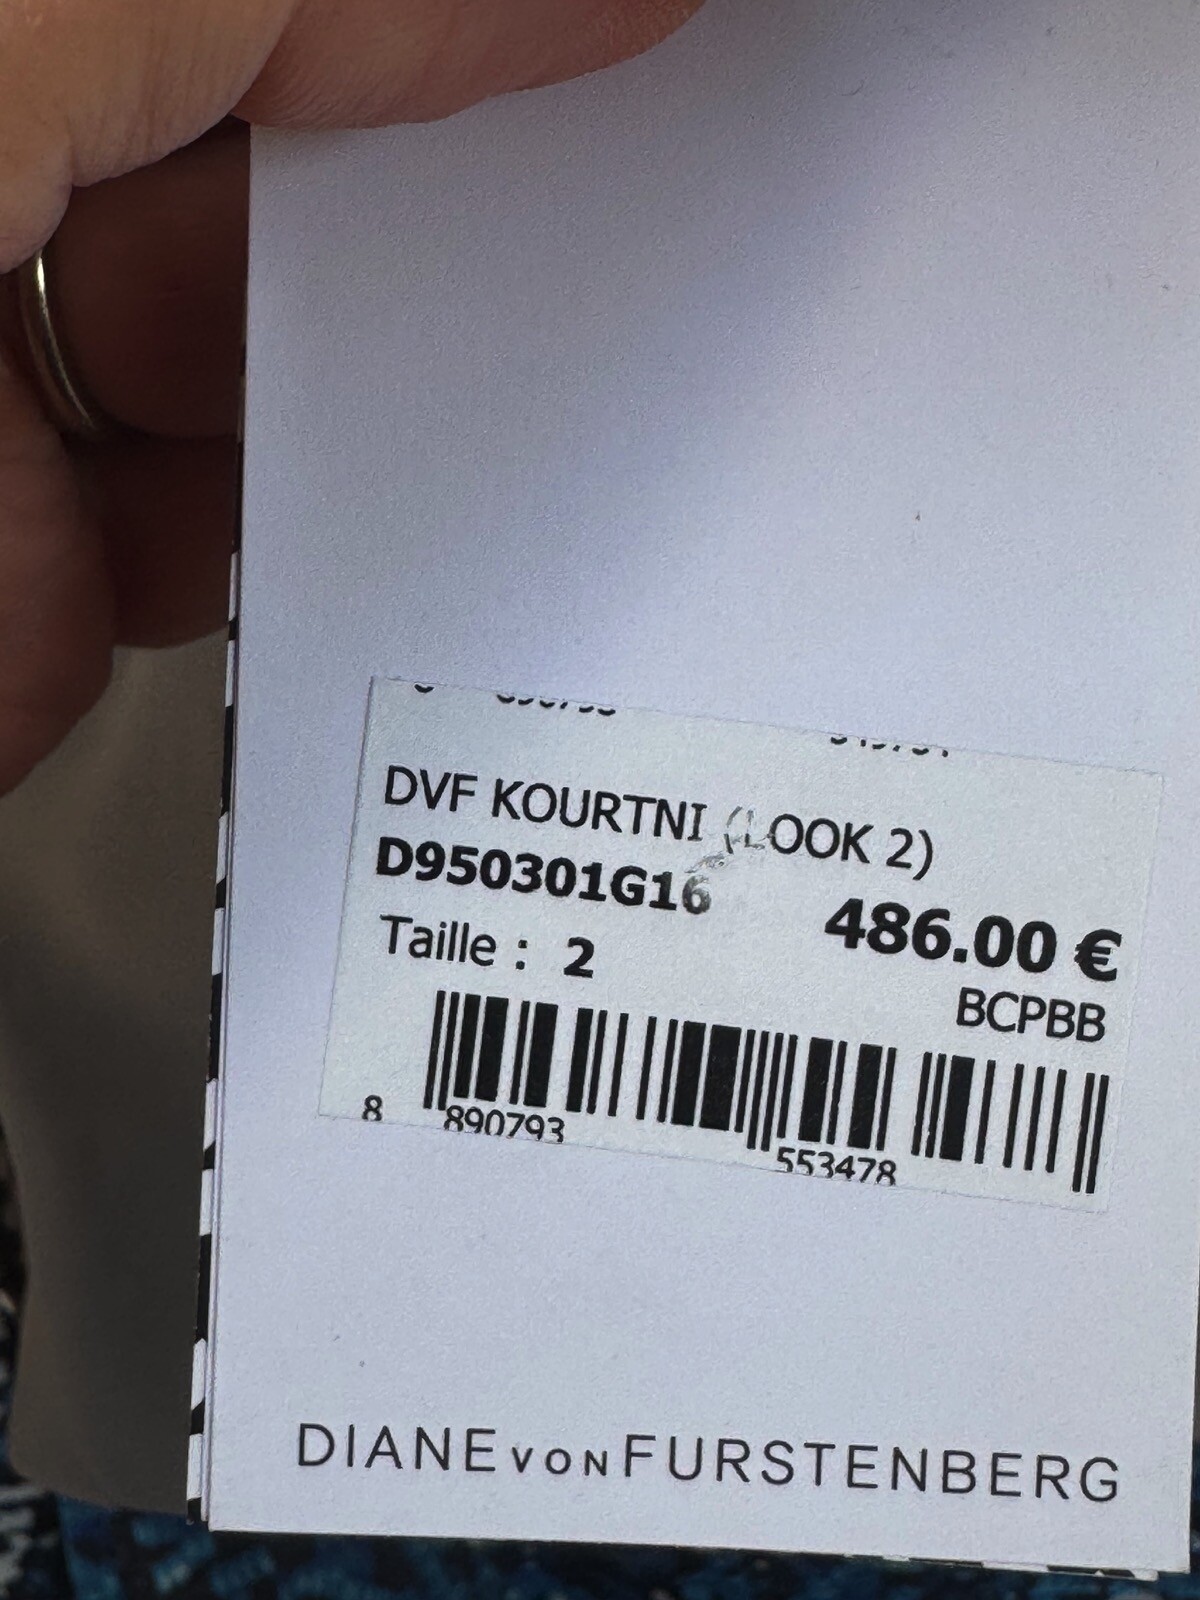 DVF KOURTNI (LOOK 2)
D950301G16
486.00 €
Taille : 2
BCPBB
8 890793 553478
DIANE VON FURSTENBERG